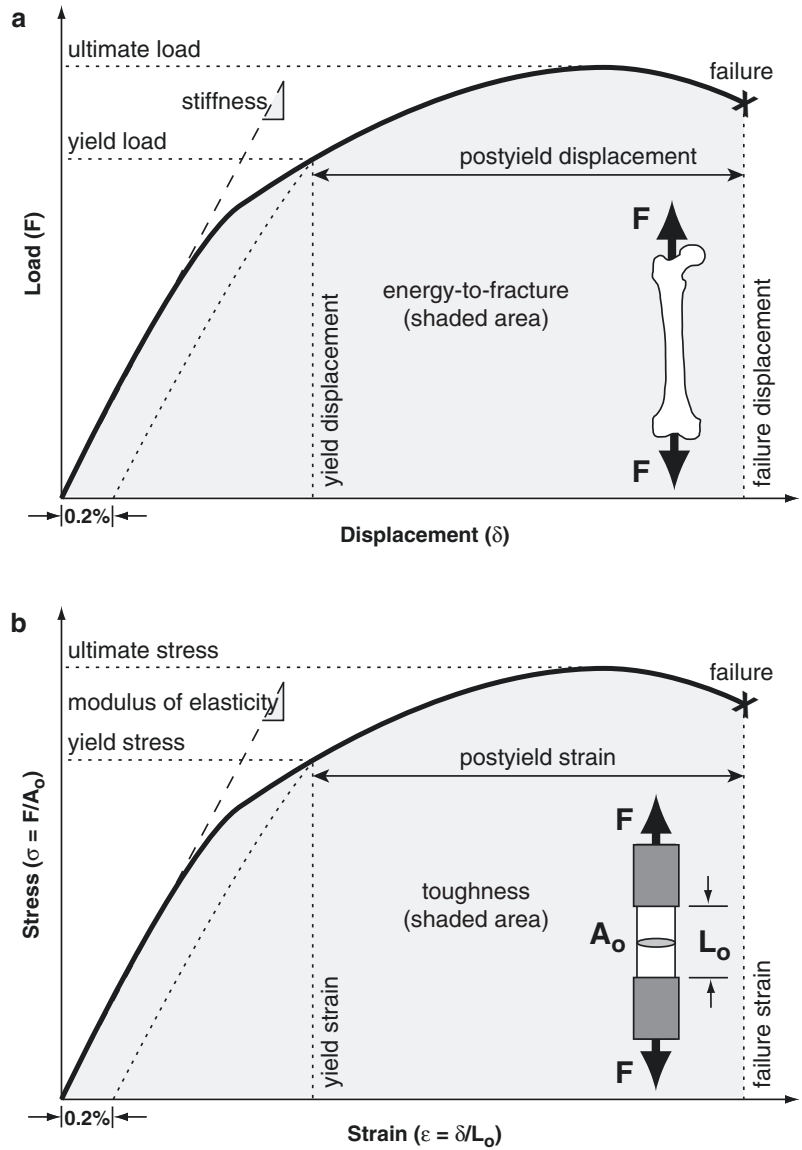 a
ultimate load
failure
stiffness
yield load
postyield displacement
Load (F)
F
energy-to-fracture
(shaded area)
yield displacement
failure displacement
F
0.2%
Displacement (δ)
b
ultimate stress
failure
modulus of elasticity
yield stress
postyield strain
Stress (σ = F/Ao)
F
toughness
(shaded area)
Ao
Lo
yield strain
failure strain
F
0.2%
Strain (ε = δ/Lo)